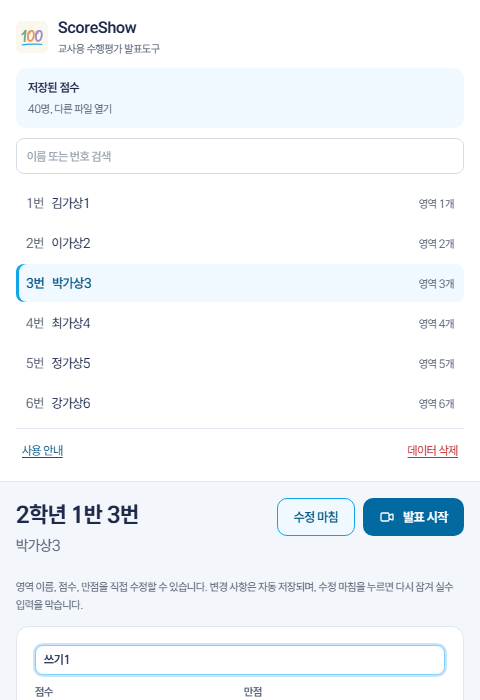 100
ScoreShow
교사용 수행평가 발표도구
저장된 점수
40명, 다른 파일 열기
이름 또는 번호 검색
1번 김가상1 영역 1개
2번 이가상2 영역 2개
3번 박가상3 영역 3개
4번 최가상4 영역 4개
5번 정가상5 영역 5개
6번 강가상6 영역 6개
사용 안내 데이터 삭제
2학년 1반 3번 수정 마침 발표 시작
박가상3
영역 이름, 점수, 만점을 직접 수정할 수 있습니다. 변경 사항은 자동 저장되며, 수정 마침을 누르면 다시 잠겨 실수
입력을 막습니다.
쓰기1
점수 만점